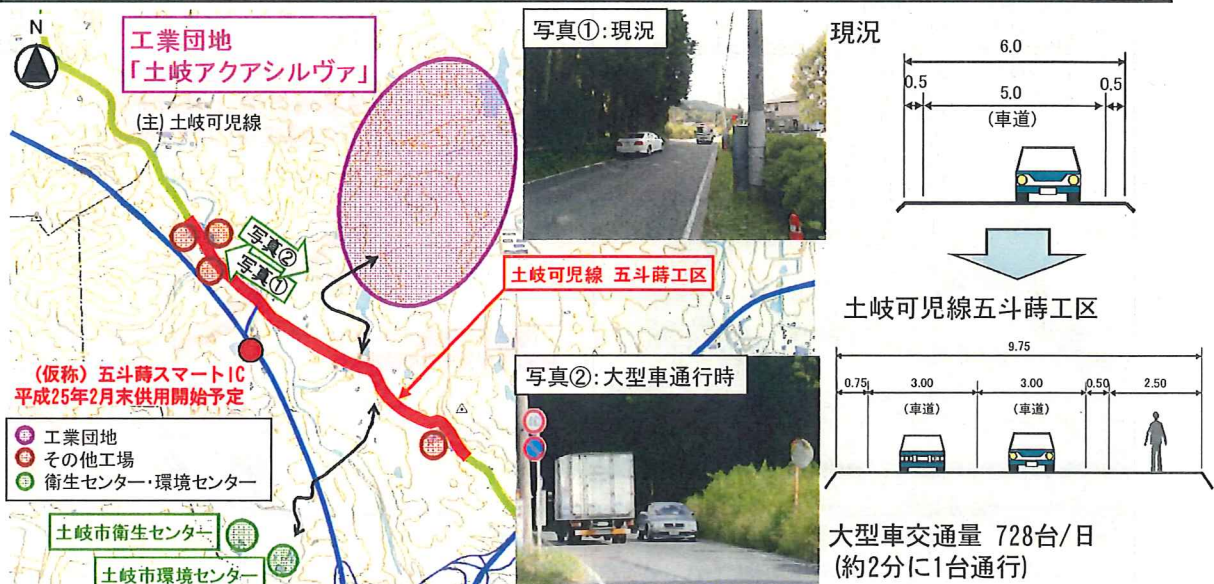 N
工業団地
「土岐アクアシルヴァ」
(主)土岐可児線
写真②
写真①
土岐可児線 五斗蒔工区
(仮称) 五斗蒔スマートIC
平成25年2月末供用開始予定
工業団地
その他工場
衛生センター・環境センター
土岐市衛生センター
土岐市環境センター
写真①:現況
写真②:大型車通行時
現況
6.0
0.5
5.0
0.5
(車道)
土岐可児線五斗蒔工区
9.75
0.75
3.00
3.00
0.50
2.50
(車道)
(車道)
大型車交通量 728台/日
(約2分に1台通行)